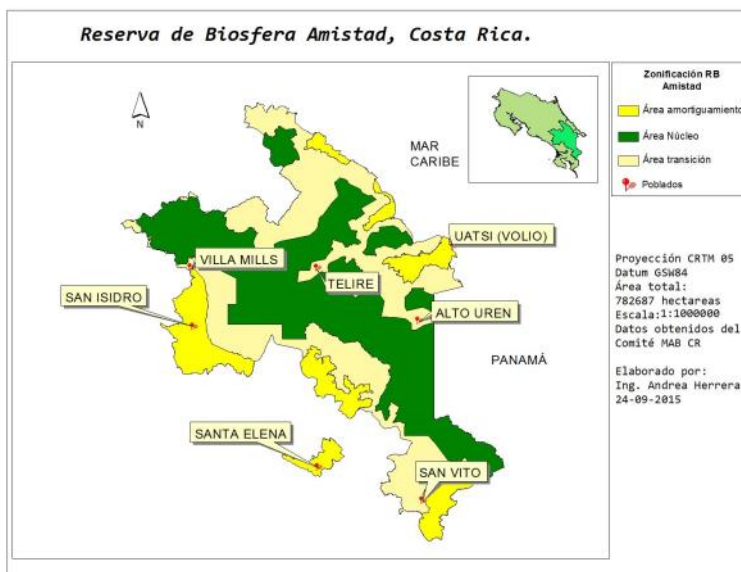 Reserva de Biosfera Amistad, Costa Rica.
N
MAR
CARIBE
UATSI (VOLIO)
VILLA MILLS
TELIRE
SAN ISIDRO
ALTO UREN
PANAMÁ
SANTA ELENA
SAN VITO
Zonificación RB
Amistad
Área amortiguamiento
Área Núcleo
Área transición
Poblados
Proyección CRTM 05
Datum GSW84
Área total:
782687 hectareas
Escala:1:1000000
Datos obtenidos del
Comité MAB CR
Elaborado por:
Ing. Andrea Herrera
24-09-2015